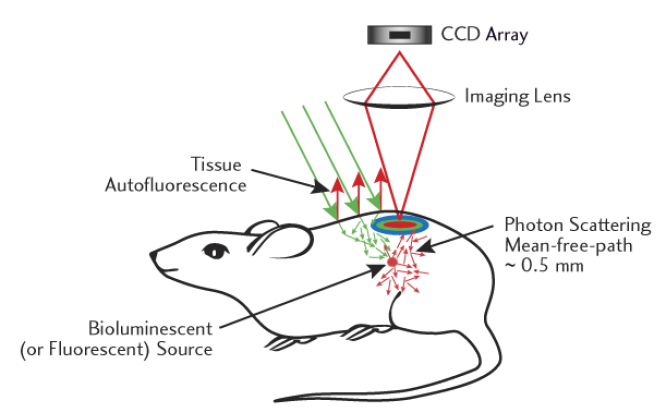 CCD Array
Imaging Lens
Tissue
Autofluorescence
Photon Scattering
Mean-free-path
~ 0.5 mm
Bioluminescent
(or Fluorescent) Source